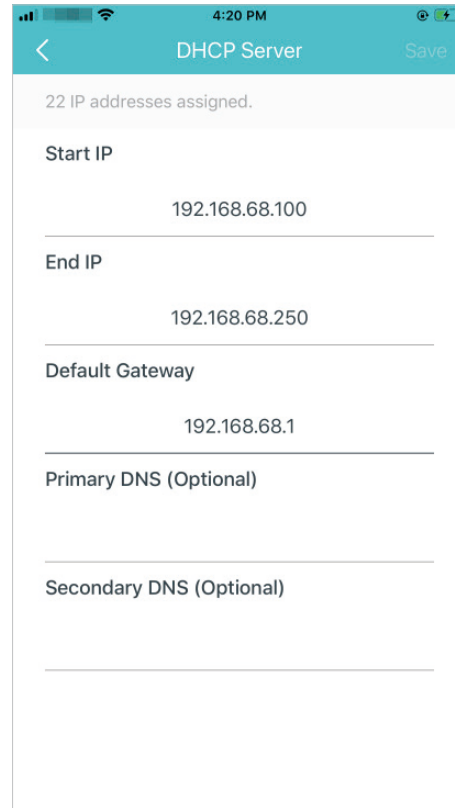 4:20 PM
DHCP Server
Save
22 IP addresses assigned.
Start IP
192.168.68.100
End IP
192.168.68.250
Default Gateway
192.168.68.1
Primary DNS (Optional)
Secondary DNS (Optional)